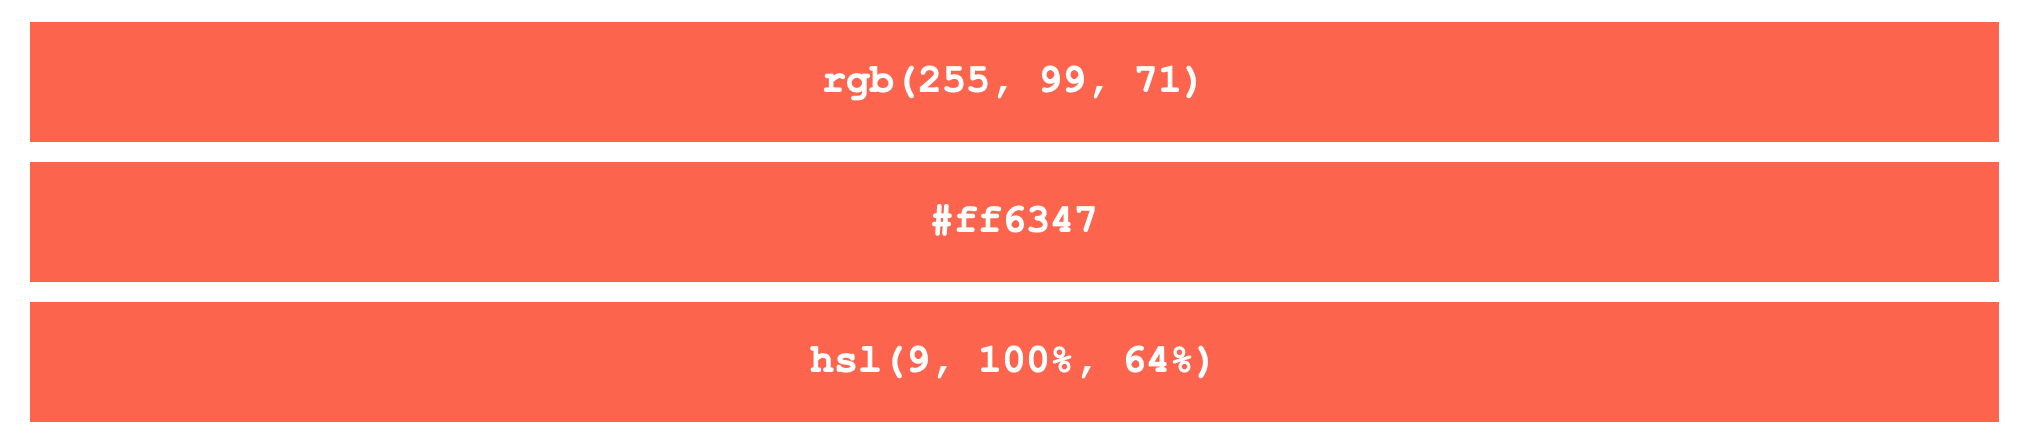 rgb(255, 99, 71)
#ff6347
hsl(9, 100%, 64%)